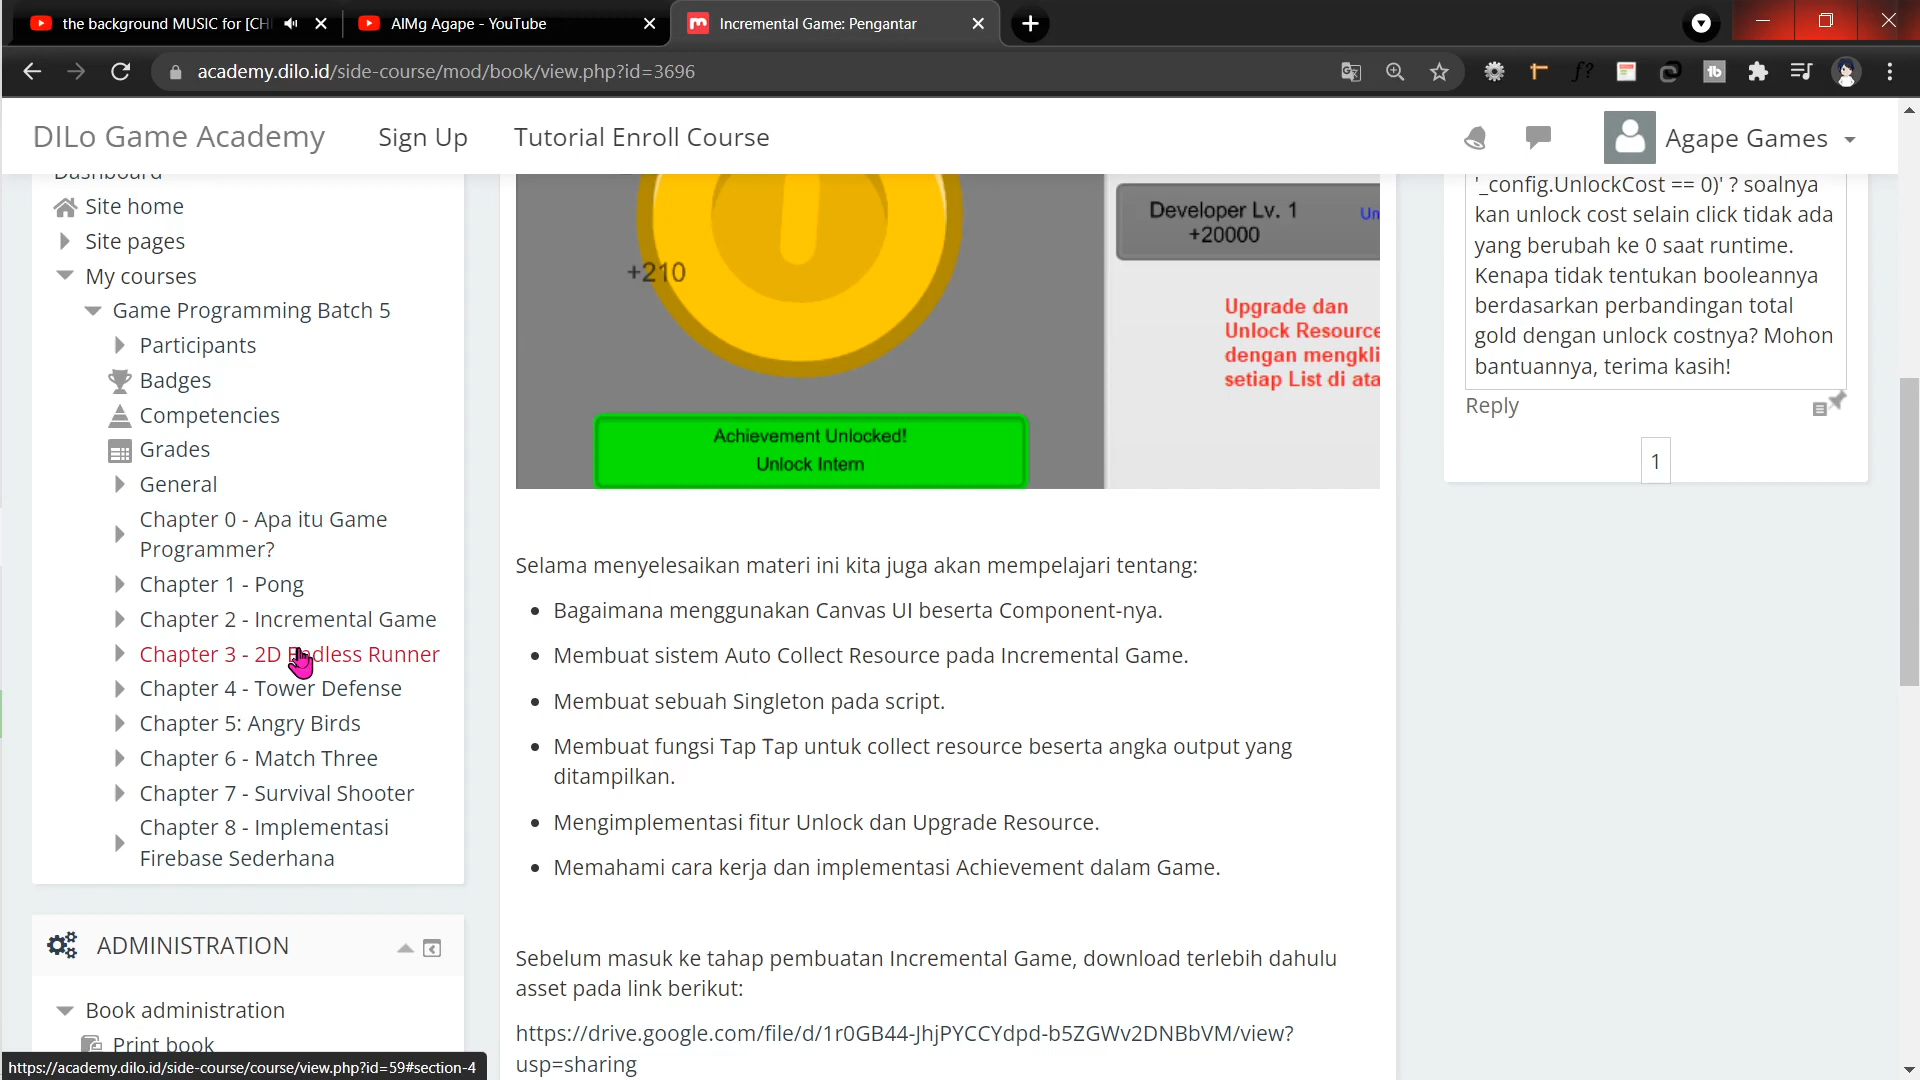 the background MUSIC for [CH
AIMg Agape - YouTube
Incremental Game: Pengantar
academy.dilo.id/side-course/mod/book/view.php?id=3696
DILo Game Academy
Sign Up
Tutorial Enroll Course
Agape Games
Dashboard
Site home
Site pages
My courses
Game Programming Batch 5
Participants
Badges
Competencies
Grades
General
Chapter 0 - Apa itu Game
Programmer?
Chapter 1 - Pong
Chapter 2 - Incremental Game
Chapter 3 - 2D Endless Runner
Chapter 4 - Tower Defense
Chapter 5: Angry Birds
Chapter 6 - Match Three
Chapter 7 - Survival Shooter
Chapter 8 - Implementasi
Firebase Sederhana
ADMINISTRATION
Book administration
Print book
https://academy.dilo.id/side-course/course/view.php?id=59#section-4
+210
Developer Lv. 1
+20000
Un
Upgrade dan
Unlock Resource
dengan mengkli
setiap List di ata
Achievement Unlocked!
Unlock Intern
Selama menyelesaikan materi ini kita juga akan mempelajari tentang:
• Bagaimana menggunakan Canvas UI beserta Component-nya.
• Membuat sistem Auto Collect Resource pada Incremental Game.
• Membuat sebuah Singleton pada script.
• Membuat fungsi Tap Tap untuk collect resource beserta angka output yang
ditampilkan.
• Mengimplementasi fitur Unlock dan Upgrade Resource.
• Memahami cara kerja dan implementasi Achievement dalam Game.
Sebelum masuk ke tahap pembuatan Incremental Game, download terlebih dahulu
asset pada link berikut:
https://drive.google.com/file/d/1r0GB44-JhjPYCCYdpd-b5ZGWv2DNBbVM/view?
usp=sharing
'_config.UnlockCost == 0)' ? soalnya
kan unlock cost selain click tidak ada
yang berubah ke 0 saat runtime.
Kenapa tidak tentukan booleannya
berdasarkan perbandingan total
gold dengan unlock costnya? Mohon
bantuannya, terima kasih!
Reply
1